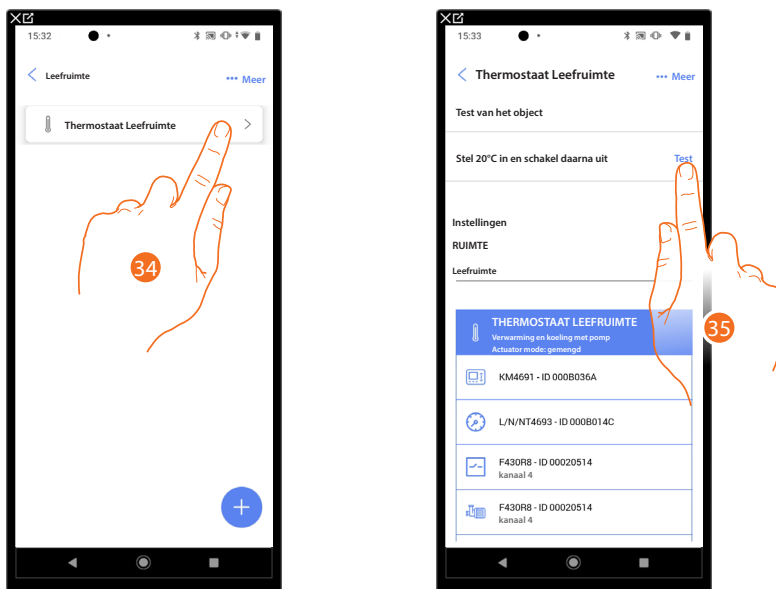 15:32
Leefruimte
••• Meer
Thermostaat Leefruimte
34
15:33
Thermostaat Leefruimte
••• Meer
Test van het object
Stel 20°C in en schakel daarna uit
Test
Instellingen
RUIMTE
Leefruimte
35
THERMOSTAAT LEEFRUIMTE
Verwarming en koeling met pomp
Actuator mode: gemengd
KM4691 - ID 000B036A
L/N/NT4693 - ID 000B014C
F430R8 - ID 00020514
kanaal 4
F430R8 - ID 00020514
kanaal 4